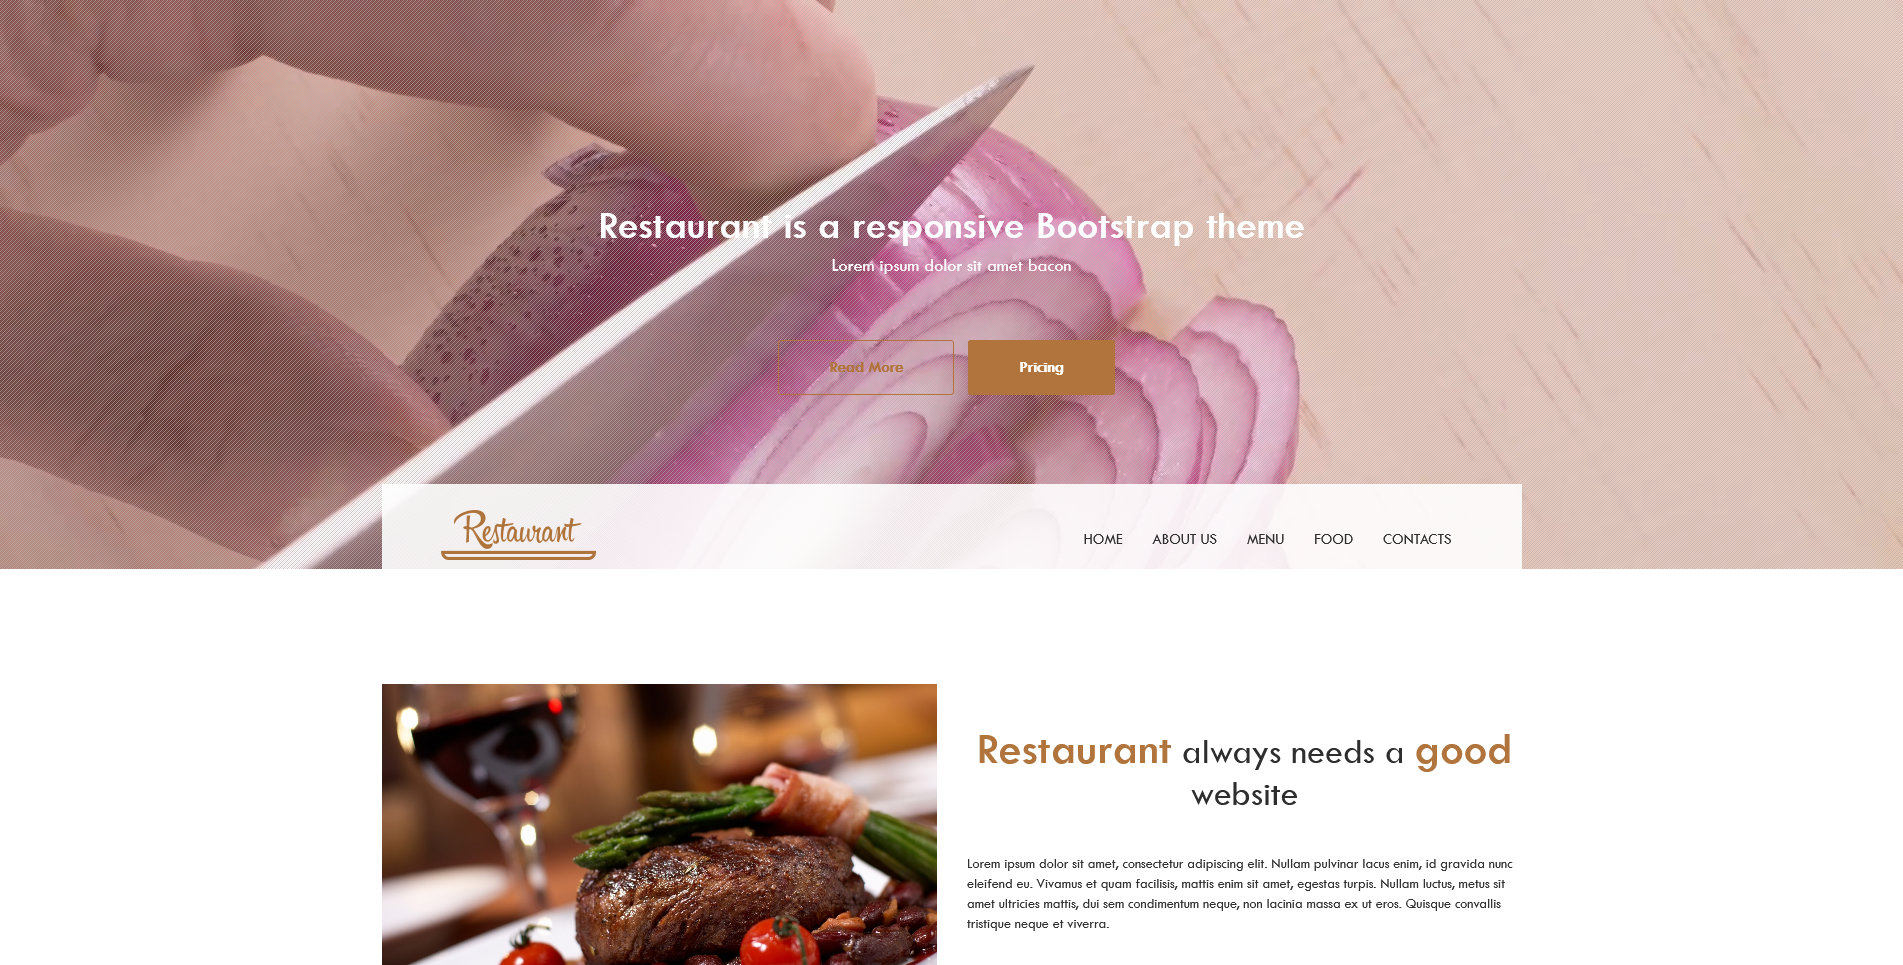 Restaurant is a responsive Bootstrap theme
Lorem ipsum dolor sit amet bacon
Read More
Pricing
Restaurant
HOME ABOUT US MENU FOOD CONTACTS
Restaurant always needs a good
website
Lorem ipsum dolor sit amet, consectetur adipiscing elit. Nullam pulvinar lacus enim, id gravida nunc
eleifend eu. Vivamus et quam facilisis, mattis enim sit amet, egestas turpis. Nullam luctus, metus sit
amet ultricies mattis, dui sem condimentum neque, non lacinia massa ex ut eros. Quisque convallis
tristique neque et viverra.